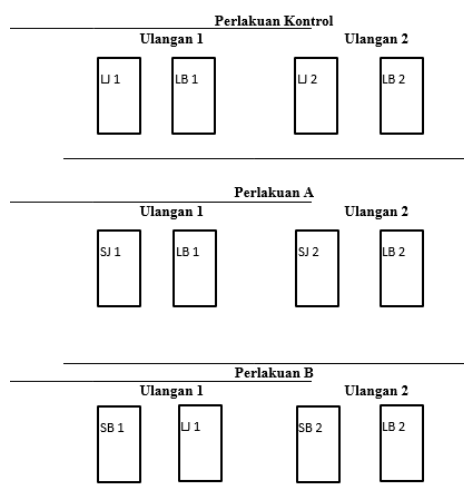 Perlakuan Kontrol
Ulangan 1 Ulangan 2
LJ 1 LB 1 LJ 2 LB 2
Perlakuan A
Ulangan 1 Ulangan 2
SJ 1 LB 1 SJ 2 LB 2
Perlakuan B
Ulangan 1 Ulangan 2
SB 1 LJ 1 SB 2 LB 2